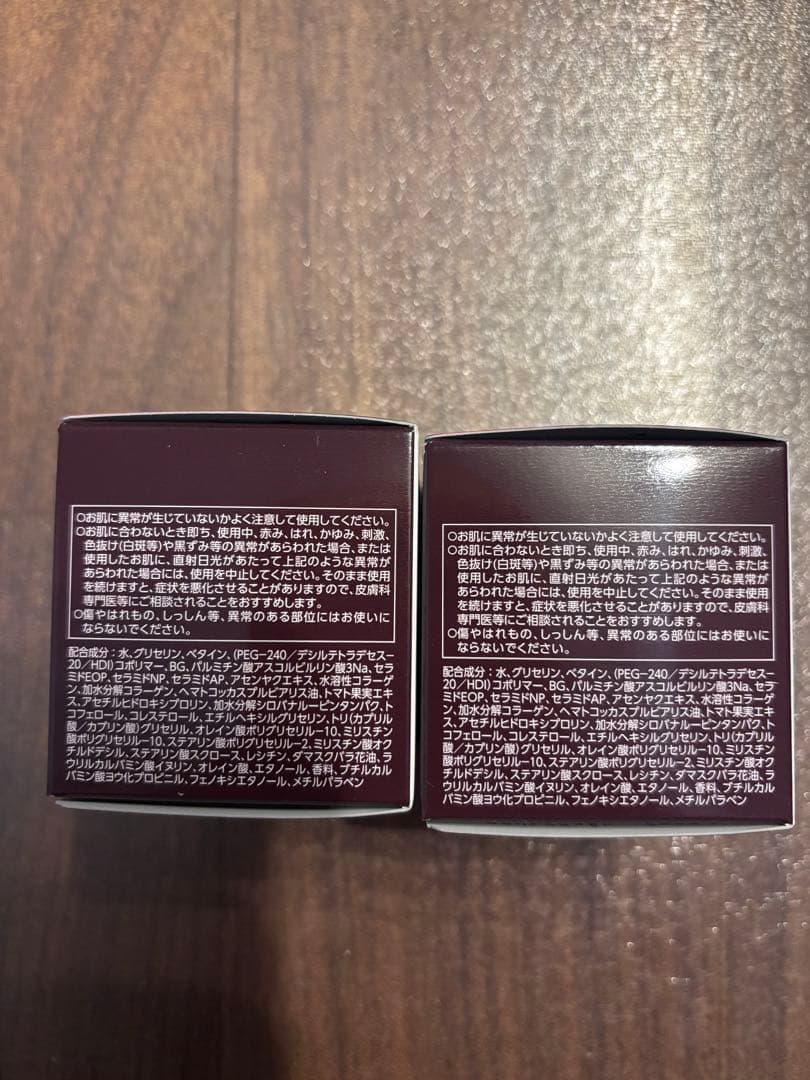 ○お肌に異常が生じていないかよく注意して使用してください。
○お肌に合わないとき即ち、使用中、赤み、はれ、かゆみ、刺激、
色抜け(白斑等)や黒ずみ等の異常があらわれた場合、または
使用したお肌に、直射日光があたって上記のような異常が
あらわれた場合には、使用を中止してください。そのまま使用
を続けますと、症状を悪化させることがありますので、皮膚科
専門医等にご相談されることをおすすめします。
○傷やはれもの、しっしん等、異常のある部位にはお使いに
ならないでください。
配合成分：水、グリセリン、ベタイン、(PEG-240／デシルテトラデセス-
20／HDI)コポリマー、BG、パルミチン酸アスコルビルリン酸3Na、セラ
ミドEOP、セラミドNP、セラミドAP、アセンヤクエキス、水溶性コラーゲ
ン、加水分解コラーゲン、ヘマトコッカスプルビアリス油、トマト果実エキ
ス、アセチルヒドロキシプロリン、加水分解シロバナルーピンタンパク、ト
コフェロール、コレステロール、エチルヘキシルグリセリン、トリ(カプリル
酸／カプリン酸)グリセリル、オレイン酸ポリグリセリル-10、ミリスチン
酸ポリグリセリル-10、ステアリン酸ポリグリセリル-2、ミリスチン酸オク
チルドデシル、ステアリン酸スクロース、レシチン、ダマスクバラ花油、ラ
ウリルカルバミン酸イヌリン、オレイン酸、エタノール、香料、ブチルカル
バミン酸ヨウ化プロピニル、フェノキシエタノール、メチルパラベン
○お肌に異常が生じていないかよく注意して使用してください。
○お肌に合わないとき即ち、使用中、赤み、はれ、かゆみ、刺激、
色抜け(白斑等)や黒ずみ等の異常があらわれた場合、または
使用したお肌に、直射日光があたって上記のような異常が
あらわれた場合には、使用を中止してください。そのまま使用
を続けますと、症状を悪化させることがありますので、皮膚科
専門医等にご相談されることをおすすめします。
○傷やはれもの、しっしん等、異常のある部位にはお使いに
ならないでください。
配合成分：水、グリセリン、ベタイン、(PEG-240／デシルテトラデセス-
20／HDI)コポリマー、BG、パルミチン酸アスコルビルリン酸3Na、セラ
ミドEOP、セラミドNP、セラミドAP、アセンヤクエキス、水溶性コラーゲ
ン、加水分解コラーゲン、ヘマトコッカスプルビアリス油、トマト果実エキ
ス、アセチルヒドロキシプロリン、加水分解シロバナルーピンタンパク、ト
コフェロール、コレステロール、エチルヘキシルグリセリン、トリ(カプリル
酸／カプリン酸)グリセリル、オレイン酸ポリグリセリル-10、ミリスチン
酸ポリグリセリル-10、ステアリン酸ポリグリセリル-2、ミリスチン酸オク
チルドデシル、ステアリン酸スクロース、レシチン、ダマスクバラ花油、ラ
ウリルカルバミン酸イヌリン、オレイン酸、エタノール、香料、ブチルカル
バミン酸ヨウ化プロピニル、フェノキシエタノール、メチルパラベン